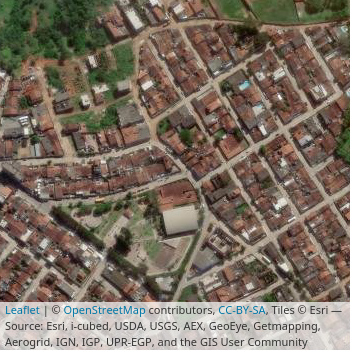 Leaflet | © OpenStreetMap contributors, CC-BY-SA, Tiles © Esri —
Source: Esri, i-cubed, USDA, USGS, AEX, GeoEye, Getmapping,
Aerogrid, IGN, IGP, UPR-EGP, and the GIS User Community